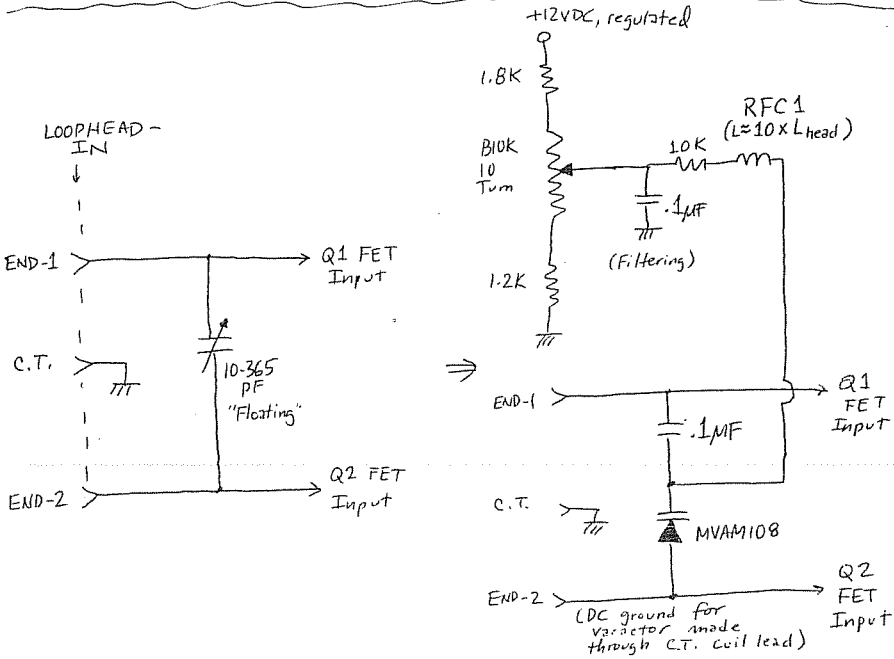 LOOPHEAD -
IN
END-1
C.T.
END-2
Q1 FET
Input
10-365
pF
"Floating"
Q2 FET
Input
⇒
+12VDC, regulated
1.8K
B10K
10
Turn
1.2K
10K
RFC1
(L≈10 x Lhead)
.1µF
(Filtering)
END-1
Q1
FET
Input
.1µF
C.T.
MVAM108
END-2
Q2
FET
Input
(DC ground for
varactor made
through C.T. coil lead)